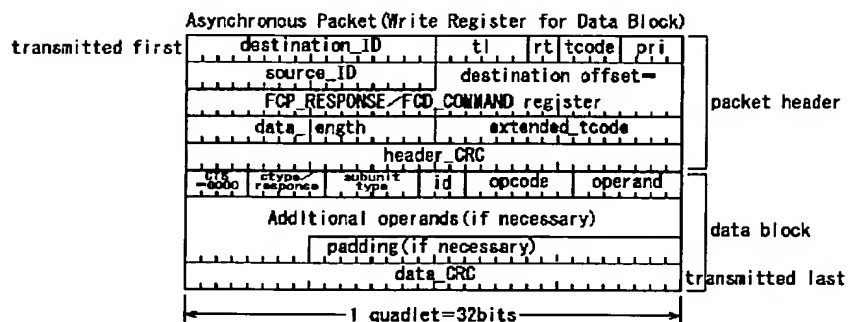 Asynchronous Packet(Write Register for Data Block)
transmitted first
destination_ID tl rt tcode pri
source_ID destination offset
FCP_RESPONSE/FCD_COMMAND register
packet header
data_length extended_tcode
header_CRC
CTS =0000 ctype/ response subunit type id opcode operand
Additional operands(if necessary)
data block
padding(if necessary)
data_CRC
transmitted last
1 quadlet=32bits